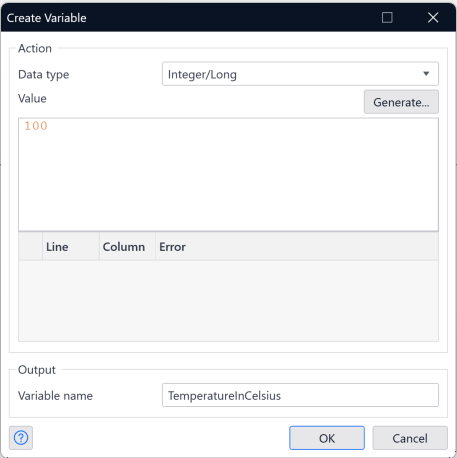 Create Variable
Action
Data type
Integer/Long
Value
Generate...
100
Line Column Error
Output
Variable name
TemperatureInCelsius
?
OK
Cancel